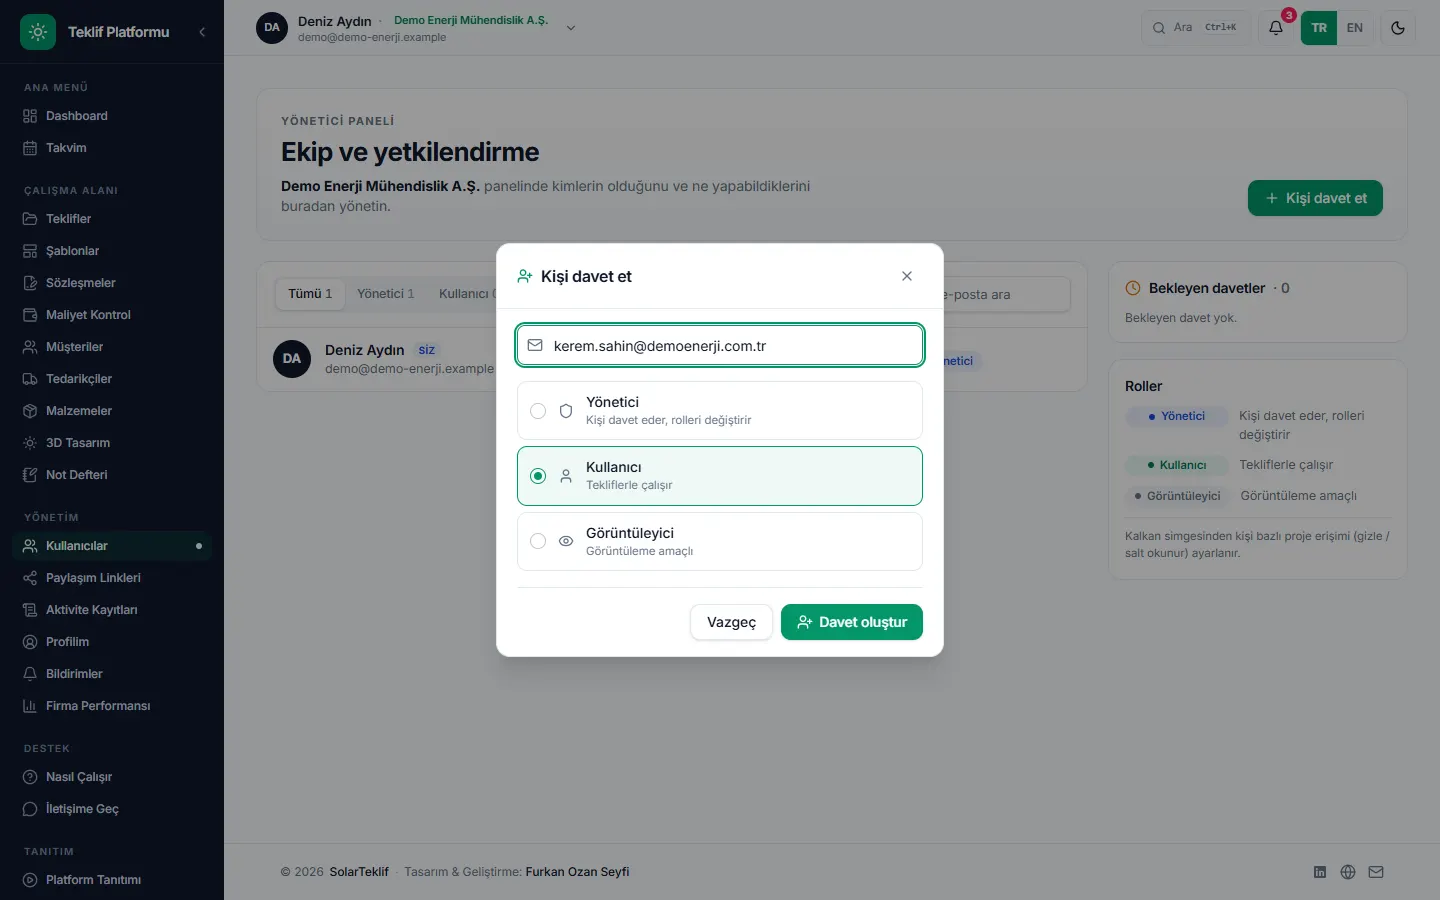 Teklif Platformu
ANA MENÜ
Dashboard
Takvim
ÇALIŞMA ALANI
Teklifler
Şablonlar
Sözleşmeler
Maliyet Kontrol
Müşteriler
Tedarikçiler
Malzemeler
3D Tasarım
Not Defteri
YÖNETİM
Kullanıcılar
Paylaşım Linkleri
Aktivite Kayıtları
Profilim
Bildirimler
Firma Performansı
DESTEK
Nasıl Çalışır
İletişime Geç
TANITIM
Platform Tanıtımı
DA
Deniz Aydın · Demo Enerji Mühendislik A.Ş.
demo@demo-enerji.example
Ara Ctrl+K
3
TR EN
YÖNETİCİ PANELİ
Ekip ve yetkilendirme
Demo Enerji Mühendislik A.Ş. panelinde kimlerin olduğunu ve ne yapabildiklerini
buradan yönetin.
+ Kişi davet et
Tümü 1 Yönetici 1 Kullanıcı
e-posta ara
DA
Deniz Aydın SİZ
demo@demo-enerji.example
netici
Kişi davet et
kerem.sahin@demoenerji.com.tr
Yönetici
Kişi davet eder, rolleri değiştirir
Kullanıcı
Tekliflerle çalışır
Görüntüleyici
Görüntüleme amaçlı
Vazgeç
Davet oluştur
Bekleyen davetler · 0
Bekleyen davet yok.
Roller
Yönetici Kişi davet eder, rolleri
değiştirir
Kullanıcı Tekliflerle çalışır
Görüntüleyici Görüntüleme amaçlı
Kalkan simgesinden kişi bazlı proje erişimi (gizle /
salt okunur) ayarlanır.
© 2026 SolarTeklif · Tasarım & Geliştirme: Furkan Ozan Seyfi